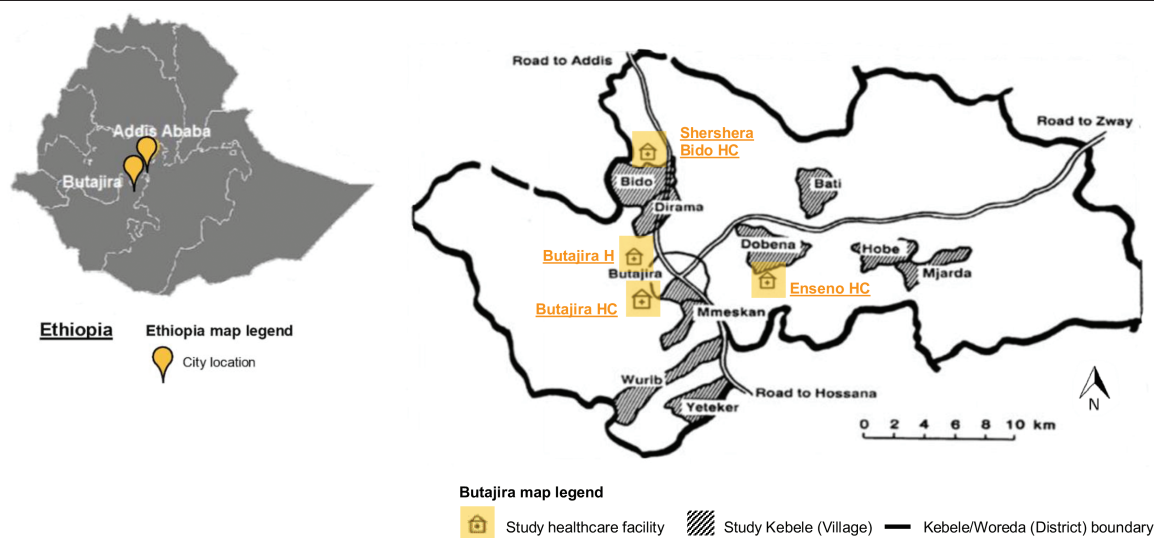 Addis Ababa
Butajira
Ethiopia
Ethiopia map legend
City location
Road to Addis
Road to Zway
Shershera
Bido HC
Bido
Bati
Dirama
Butajira H
Dobena
Hobe
Butajira
Mjarda
Enseno HC
Butajira HC
Mmeskan
Wurib
Road to Hossana
Yeteker
N
0 2 4 6 8 10 km
Butajira map legend
Study healthcare facility
Study Kebele (Village)
Kebele/Woreda (District) boundary